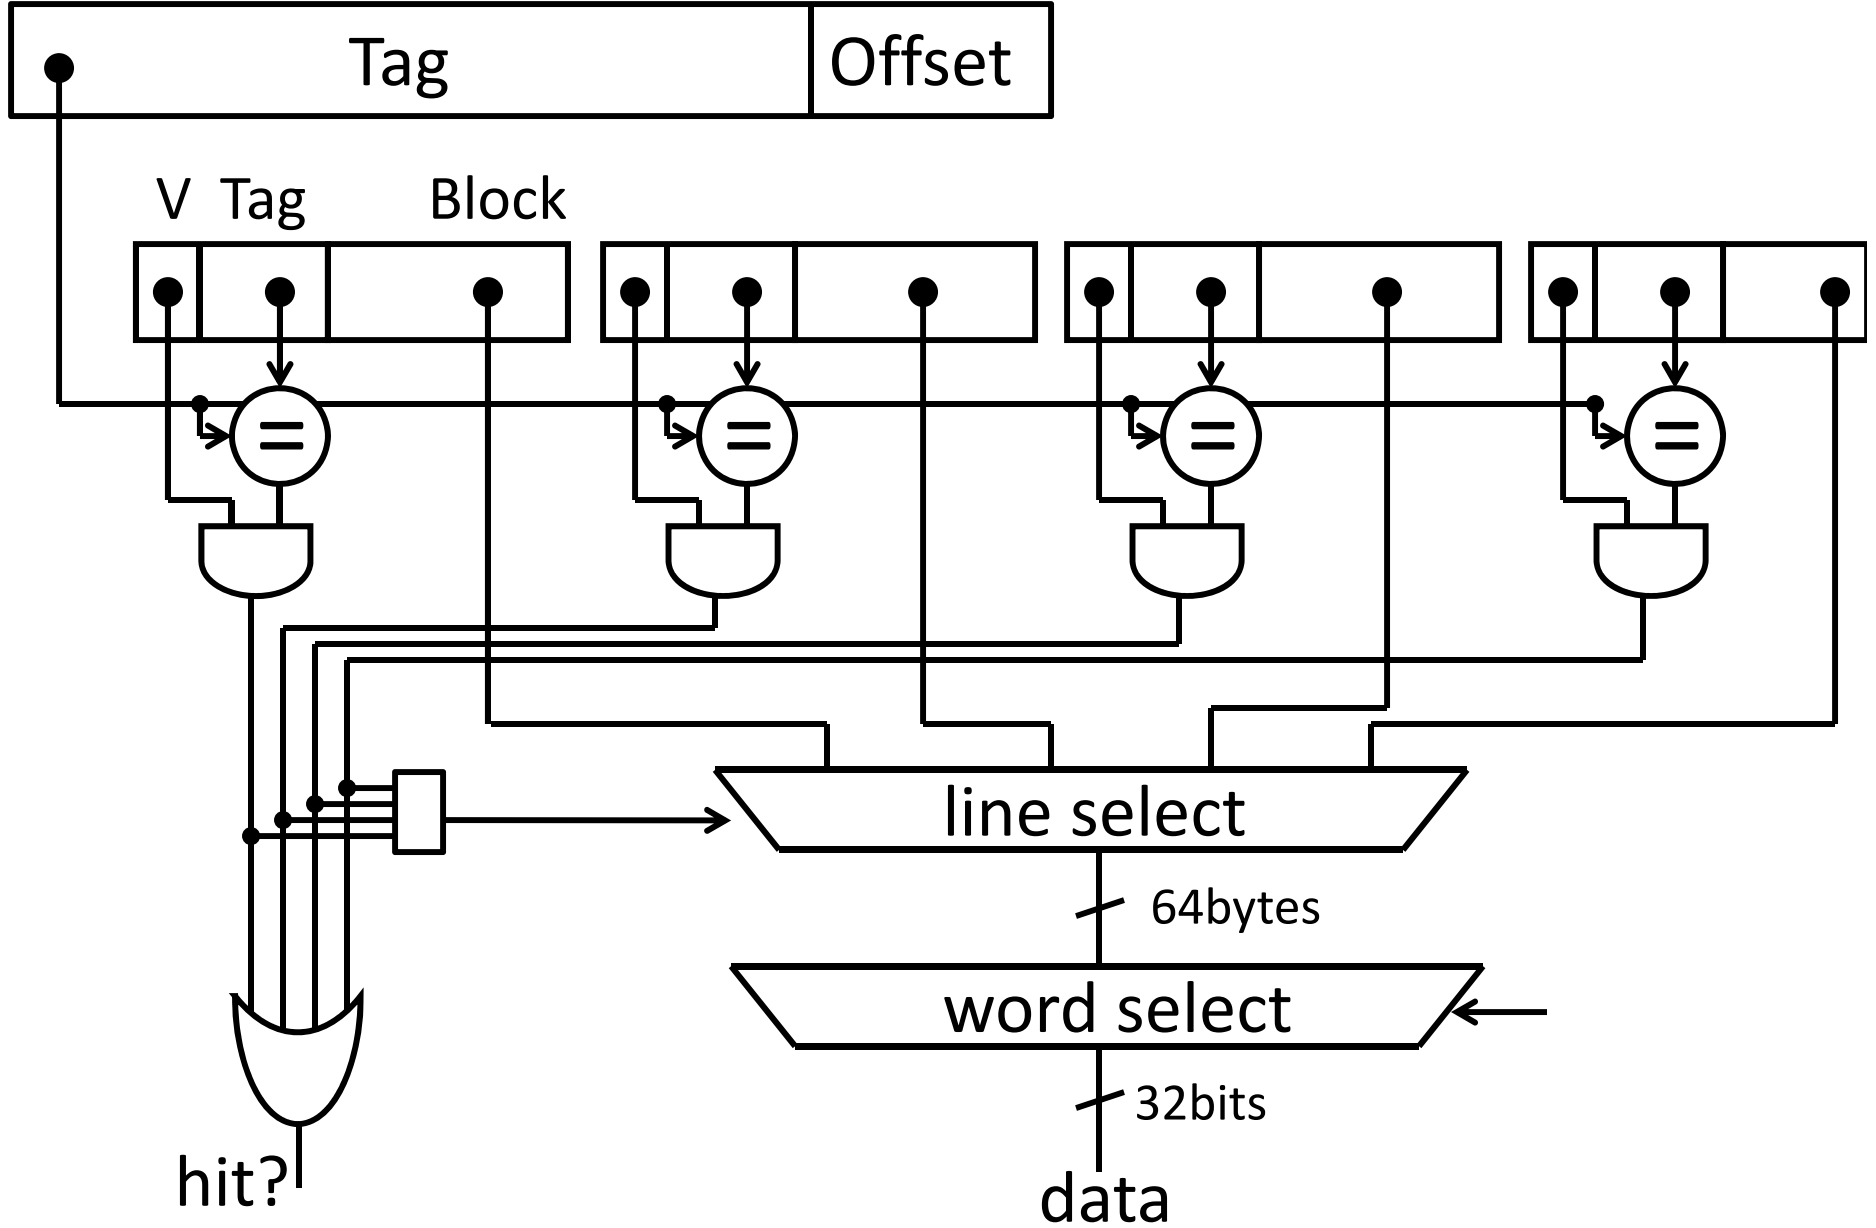 Tag Offset
V Tag Block
= = = =
line select
64bytes
word select
32bits
hit?
data